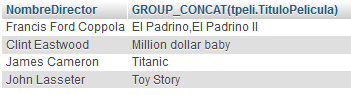 NombreDirector GROUP_CONCAT(tpeli.TituloPelicula)
Francis Ford Coppola El Padrino,El Padrino II
Clint Eastwood Million dollar baby
James Cameron Titanic
John Lasseter Toy Story